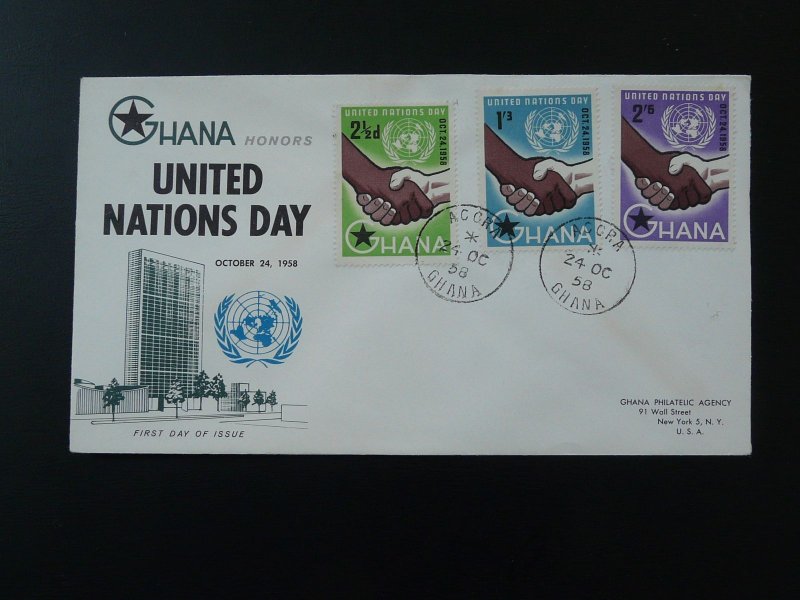 GHANA HONORS
UNITED
NATIONS DAY
OCTOBER 24, 1958
FIRST DAY OF ISSUE
UNITED NATIONS DAY
2½d
OCT. 24, 1958
GHANA
UNITED NATIONS DAY
1'3
OCT. 24, 1958
GHANA
UNITED NATIONS DAY
2'6
OCT. 24, 1958
GHANA
ACCRA
*
24 OC
58
GHANA
ACCRA
*
24 OC
58
GHANA
GHANA PHILATELIC AGENCY
91 Wall Street
New York 5, N. Y.
U. S. A.